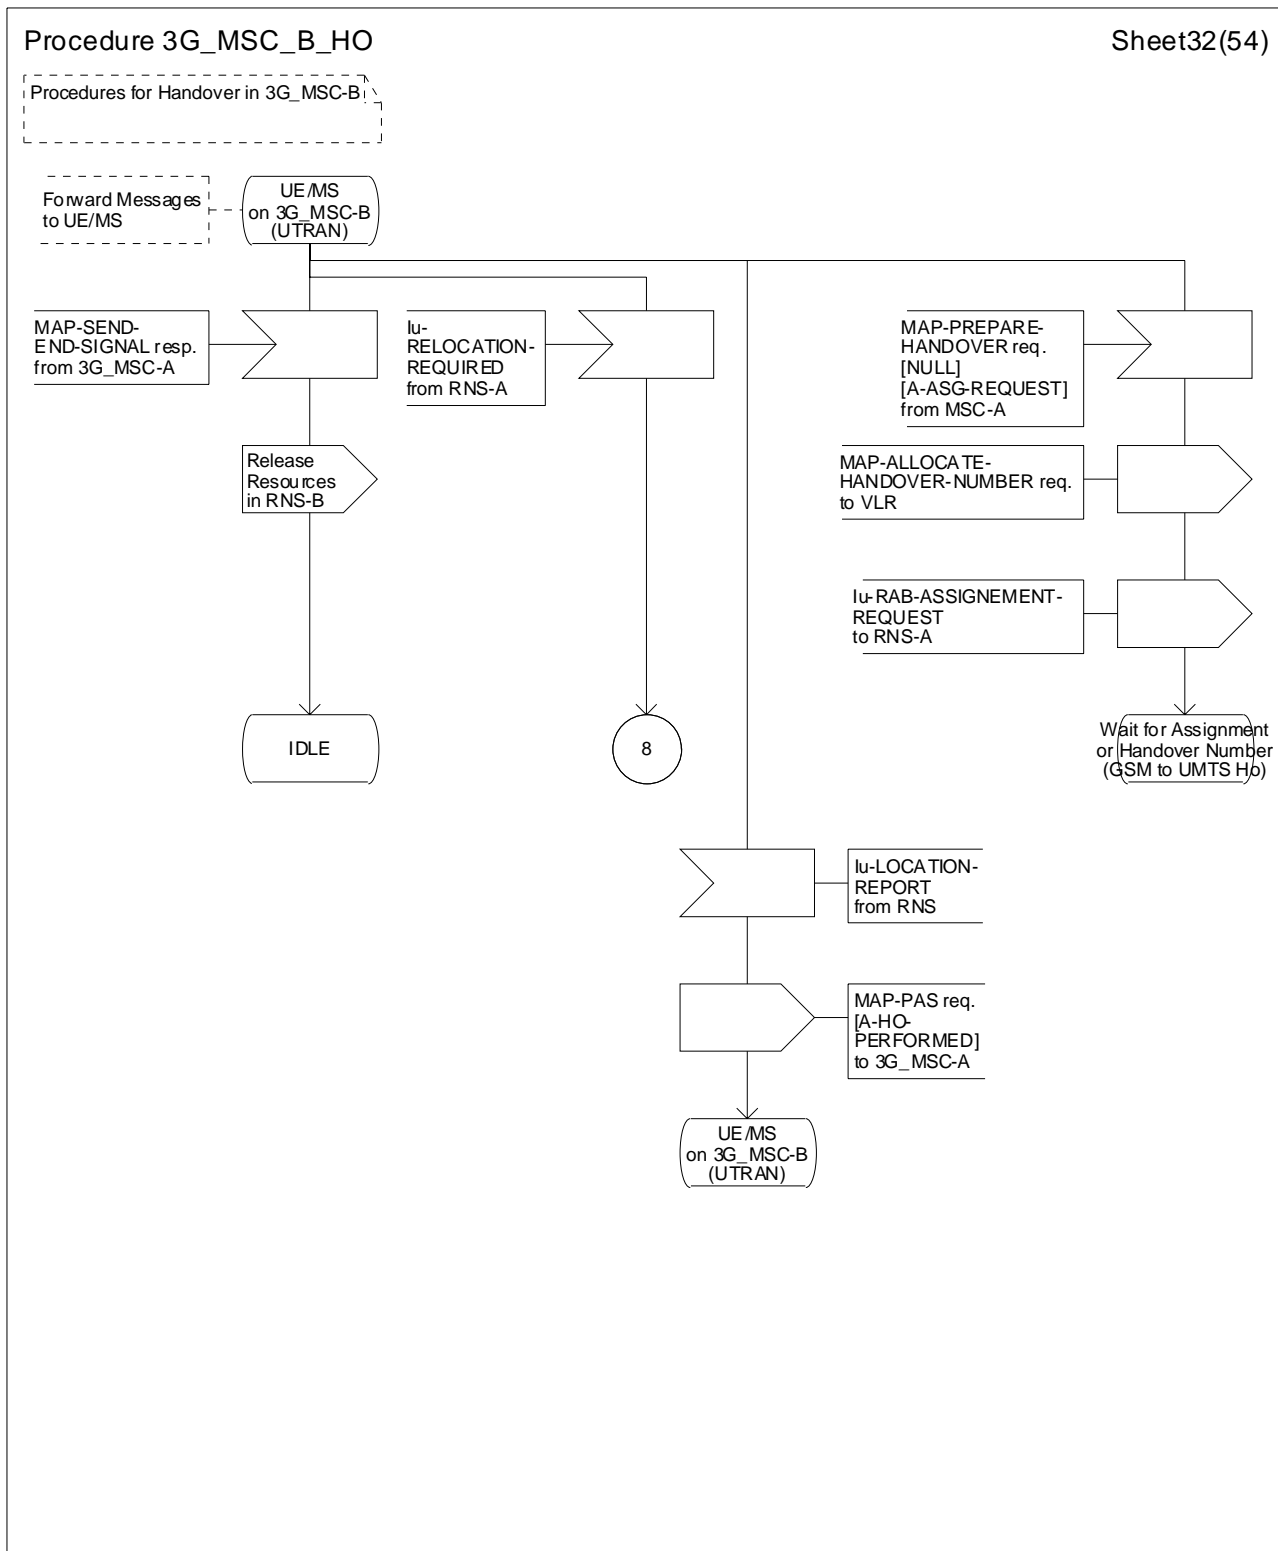 Procedure 3G_MSC_B_HO
Sheet32(54)
Procedures for Handover in 3G_MSC-B
Forward Messages
to UE/MS
UE/MS
on 3G_MSC-B
(UTRAN)
MAP-SEND-
END-SIGNAL resp.
from 3G_MSC-A
Iu-
RELOCATION-
REQUIRED
from RNS-A
MAP-PREPARE-
HANDOVER req.
[NULL]
[A-ASG-REQUEST]
from MSC-A
Release
Resources
in RNS-B
MAP-ALLOCATE-
HANDOVER-NUMBER req.
to VLR
Iu-RAB-ASSIGNEMENT-
REQUEST
to RNS-A
IDLE
8
Wait for Assignment
or Handover Number
(GSM to UMTS Ho)
Iu-LOCATION-
REPORT
from RNS
MAP-PAS req.
[A-HO-
PERFORMED]
to 3G_MSC-A
UE/MS
on 3G_MSC-B
(UTRAN)